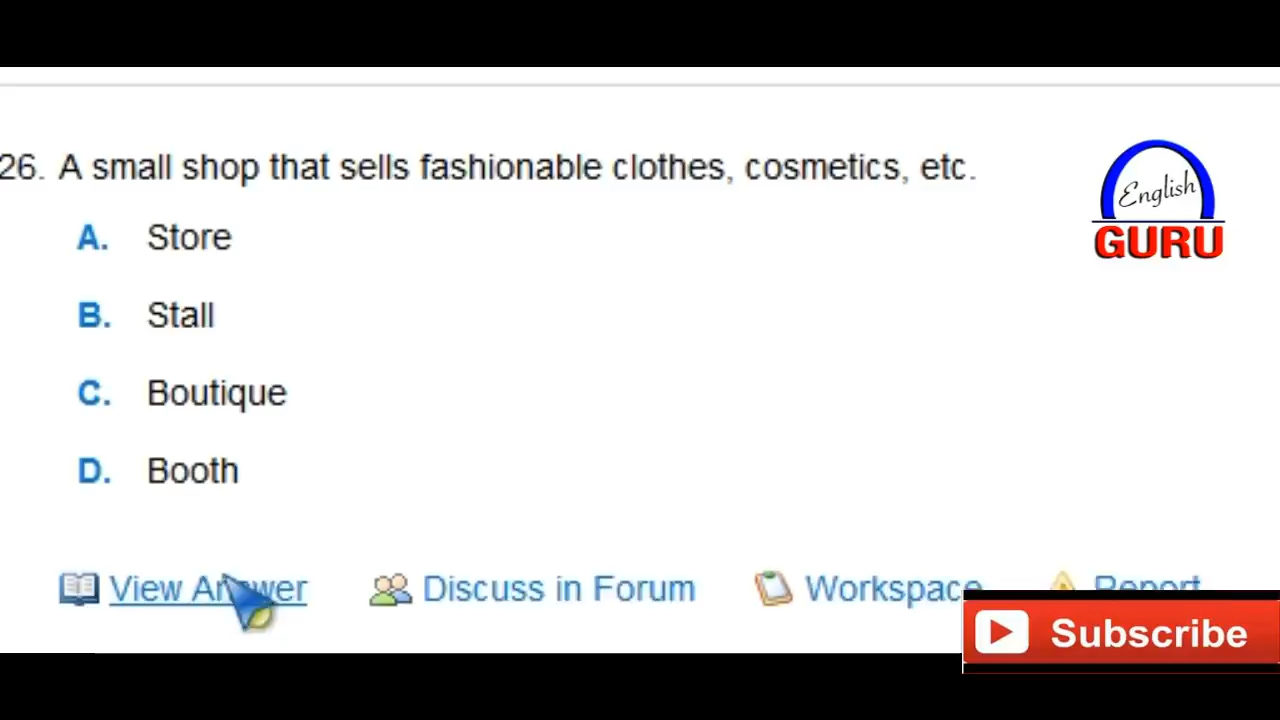 26. A small shop that sells fashionable clothes, cosmetics, etc.
English
GURU
A. Store
B. Stall
C. Boutique
D. Booth
View Answer Discuss in Forum Workspace Report
Subscribe